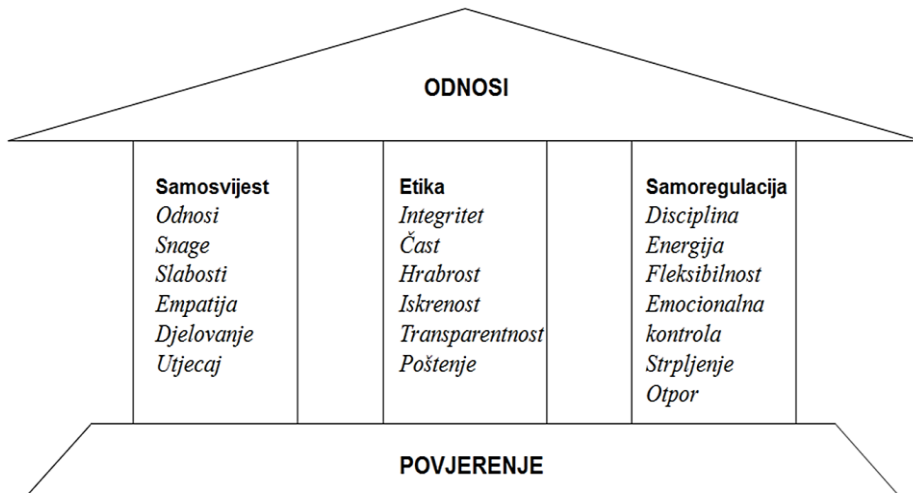 ODNOSI
Samosvijest
Odnosi
Snage
Slabosti
Empatija
Djelovanje
Utjecaj
Etika
Integritet
Čast
Hrabrost
Iskrenost
Transparentnost
Poštenje
Samoregulacija
Disciplina
Energija
Fleksibilnost
Emocionalna
kontrola
Strpljenje
Otpor
POVJERENJE